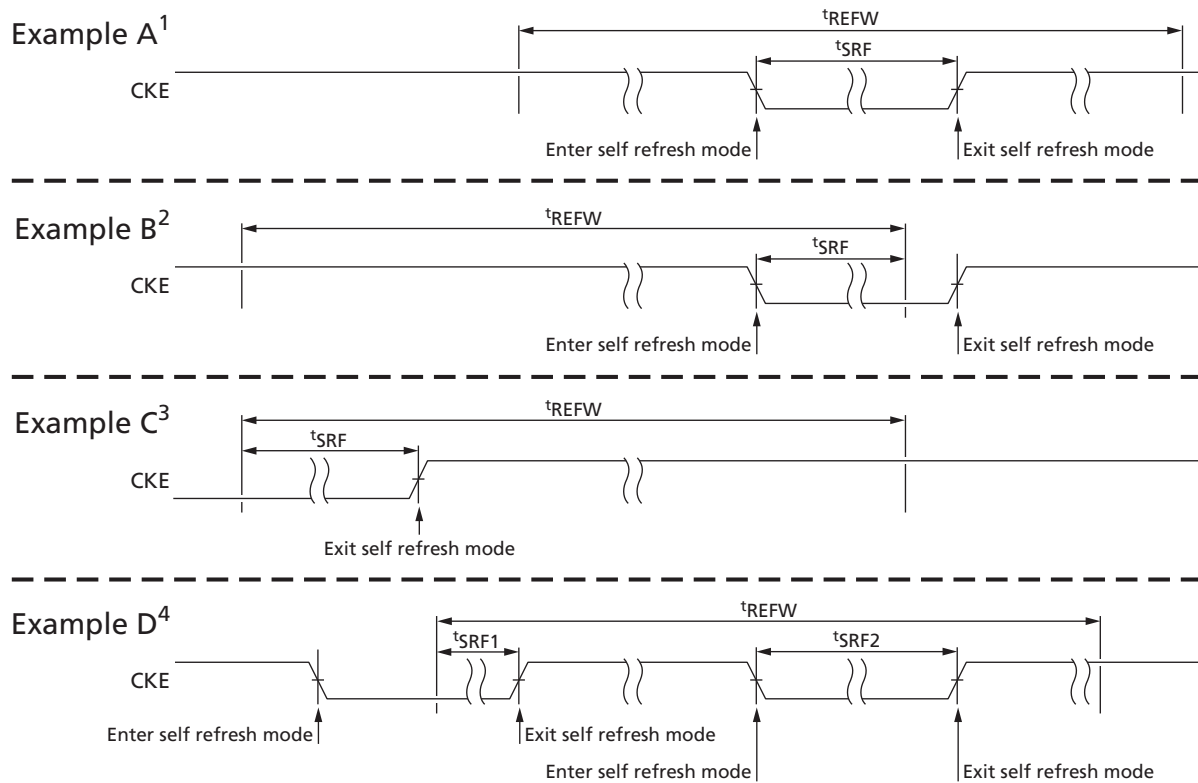 Example A¹
ᵗREFW
ᵗSRF
CKE
Enter self refresh mode
Exit self refresh mode
Example B²
ᵗREFW
ᵗSRF
CKE
Enter self refresh mode
Exit self refresh mode
Example C³
ᵗREFW
ᵗSRF
CKE
Exit self refresh mode
Example D⁴
ᵗREFW
ᵗSRF1
ᵗSRF2
CKE
Enter self refresh mode
Exit self refresh mode
Enter self refresh mode
Exit self refresh mode